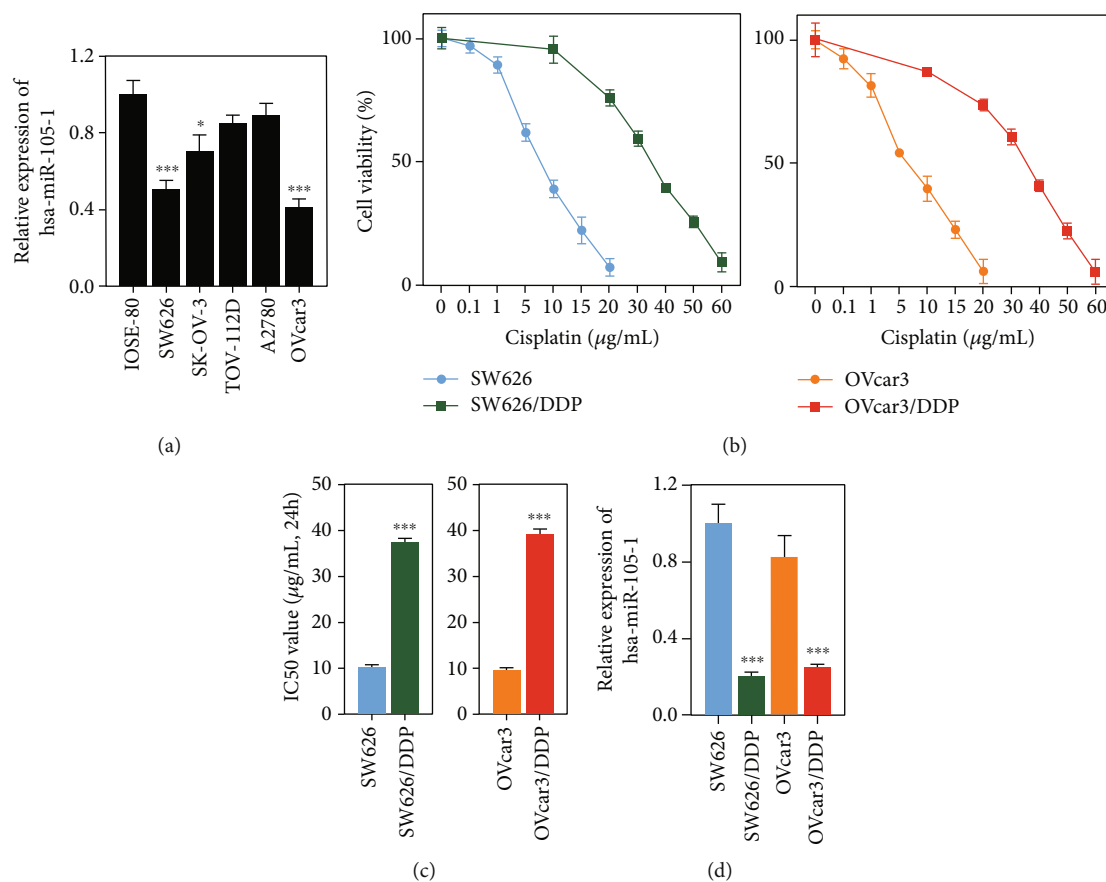 Relative expression of
hsa-miR-105-1
1.2
0.8
0.4
0.0
***
*
***
IOSE-80
SW626
SK-OV-3
TOV-112D
A2780
OVcar3
(a)
Cell viability (%)
100
50
0
0 0.1 1 5 10 15 20 30 40 50 60
Cisplatin (μg/mL)
SW626
SW626/DDP
100
50
0
0 0.1 1 5 10 15 20 30 40 50 60
Cisplatin (μg/mL)
OVcar3
OVcar3/DDP
(b)
IC50 value (μg/mL, 24h)
50
40
30
20
10
0
***
SW626
SW626/DDP
50
40
30
20
10
0
***
OVcar3
OVcar3/DDP
(c)
Relative expression of
hsa-miR-105-1
1.2
0.8
0.4
0.0
***
***
SW626
SW626/DDP
OVcar3
OVcar3/DDP
(d)